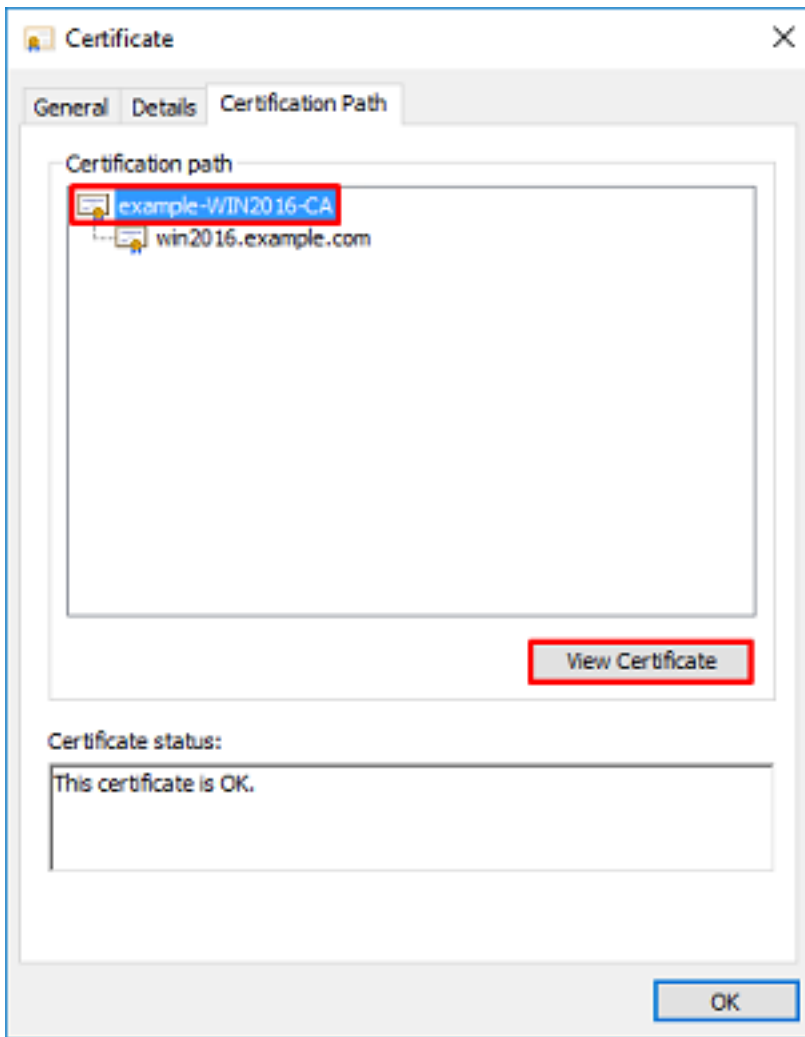 Certificate
General Details Certification Path
Certification path
example-WIN2016-CA
win2016.example.com
View Certificate
Certificate status:
This certificate is OK.
OK